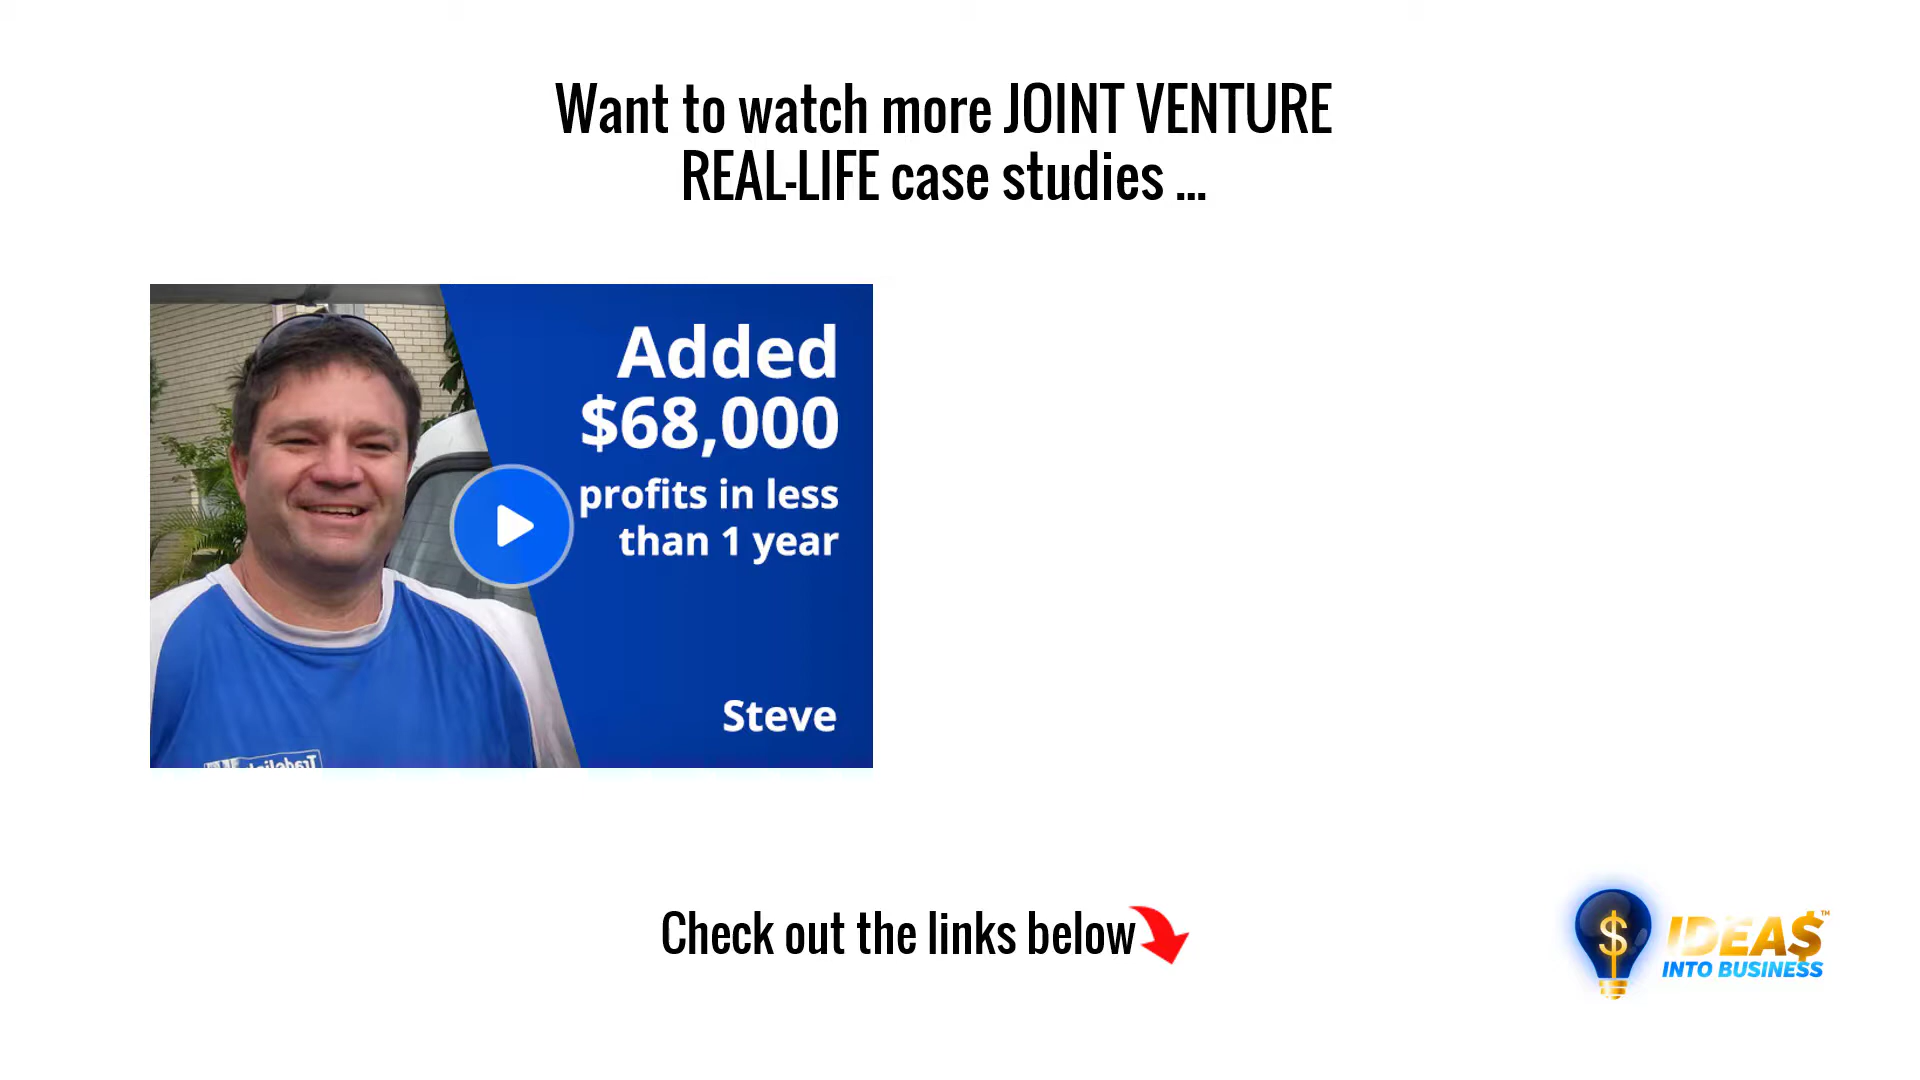 Want to watch more JOINT VENTURE
REAL-LIFE case studies ...
Added
$68,000
profits in less
than 1 year
Steve
Check out the links below
IDEA$™
INTO BUSINESS